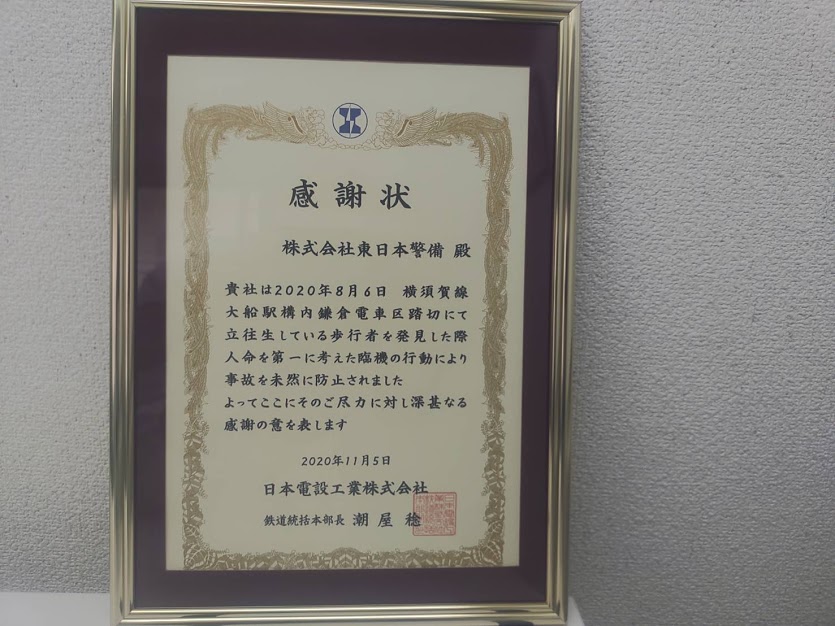 感謝状
株式会社東日本警備 殿
貴社は2020年8月6日 横須賀線
大船駅構内鎌倉電車区踏切にて
立往生している歩行者を発見した際
人命を第一に考えた臨機の行動により
事故を未然に防止されました
よってここにそのご尽力に対し深甚なる
感謝の意を表します
2020年11月5日
日本電設工業株式会社
鉄道統括本部長 潮屋 稔